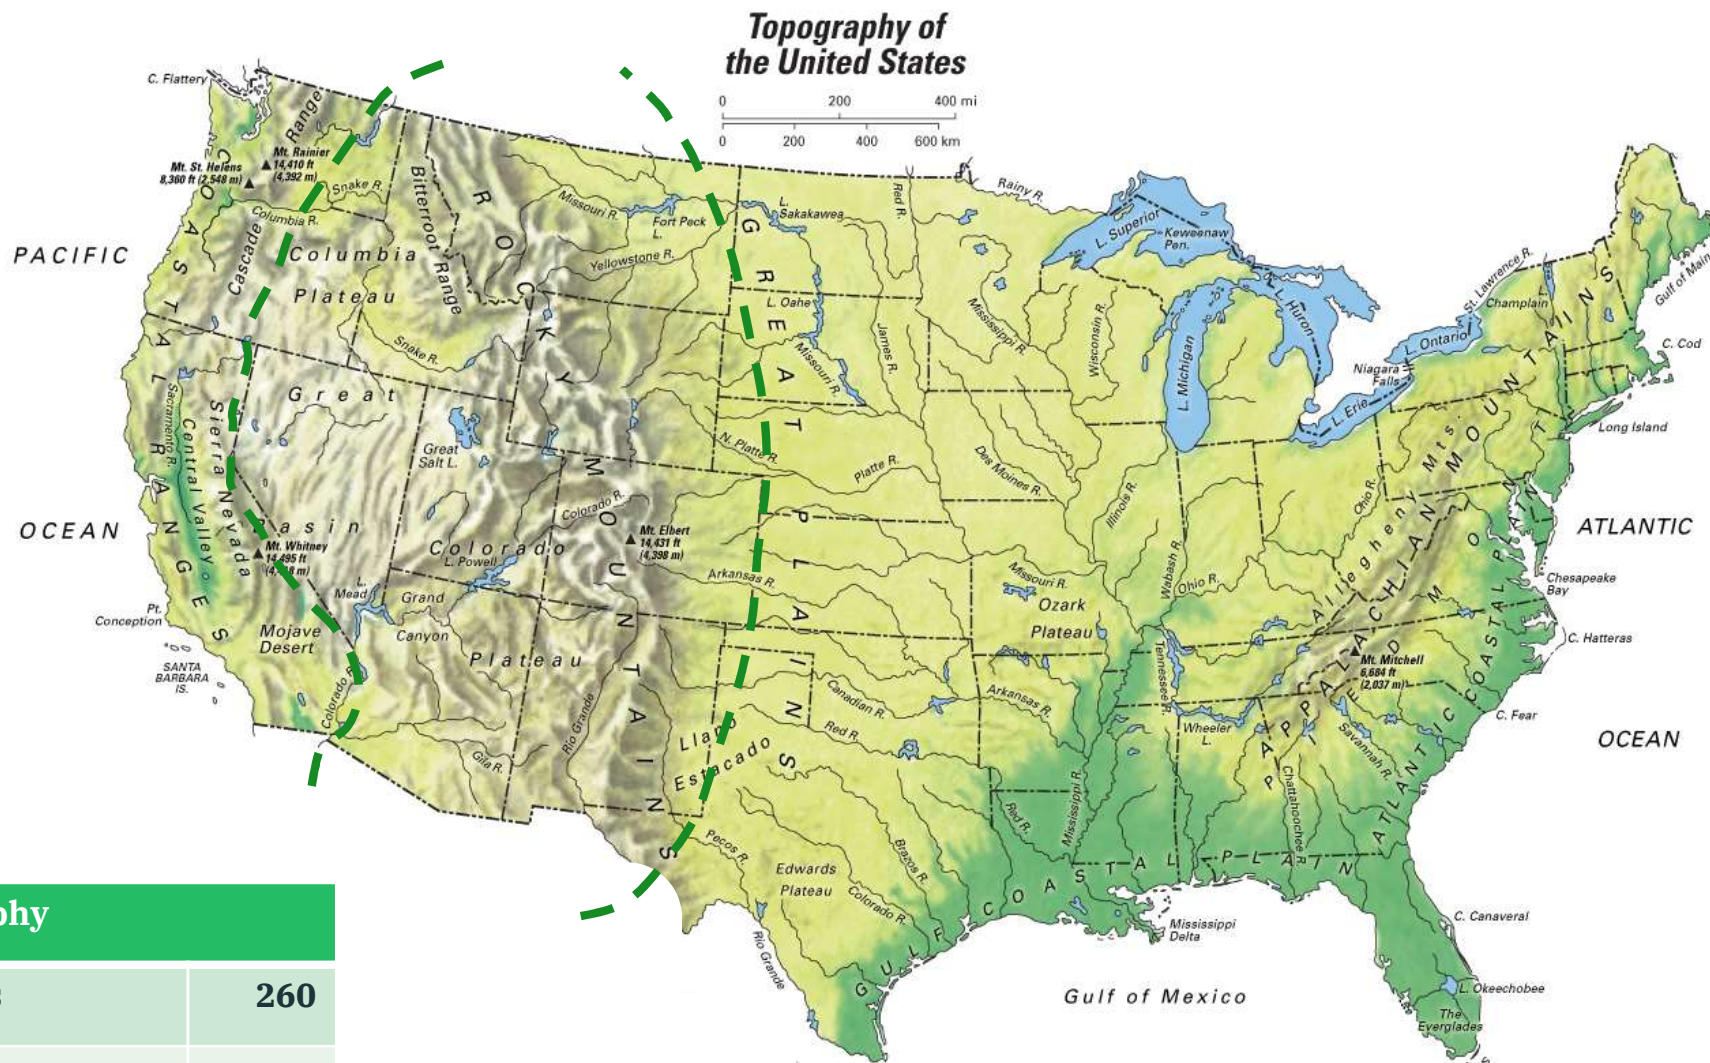 Topography of
the United States
0 200 400 mi
0 200 400 600 km
C. Flattery
Range
Mt. Rainier
14,410 ft
(4,392 m)
Mt. St. Helens
8,360 ft (2,548 m)
Snake R.
Columbia R.
Cascade
PACIFIC
Columbia
Plateau
Bitterroot Range
ROCKY MOUNTAINS
Missouri R.
Fort Peck
L.
Yellowstone R.
L.
Sakakawea
Red R.
Rainy R.
GREAT PLAINS
L. Oahe
James R.
Missouri R.
Mississippi R.
Wisconsin R.
L. Superior
Keweenaw
Pen.
L. Michigan
L. Huron
St. Lawrence R.
L.
Champlain
Gulf of Main
L. Ontario
Niagara
Falls
L. Erie
C. Cod
Long Island
COASTAL RANGES
Snake R.
Great
Basin
Sacramento R.
Central Valley
Sierra Nevada
Great
Salt L.
N. Platte R.
Platte R.
Des Moines R.
Illinois R.
Ohio R.
Allegheny Mts.
APPALACHIAN MOUNTAINS
OCEAN
Mt. Whitney
14,495 ft
Colorado R.
Mt. Elbert
14,431 ft
(4,398 m)
Colorado
L. Powell
Plateau
ATLANTIC
Arkansas R.
Missouri R.
Ozark
Plateau
Wabash R.
Ohio R.
Chesapeake
Bay
L.
Mead
Grand
Canyon
Pt.
Conception
Mojave
Desert
SANTA
BARBARA
IS.
Colorado R.
C. Hatteras
Mt. Mitchell
6,684 ft
(2,037 m)
PIEDMONT
ATLANTIC COASTAL PLAIN
Tennessee R.
Canadian R.
Arkansas R.
Red R.
Llano
Estacado
Rio Grande
Gila R.
Wheeler
L.
Savannah R.
C. Fear
OCEAN
Chattahoochee R.
Red R.
Mississippi R.
Pecos R.
Brazos R.
Edwards
Plateau
Colorado R.
Rio Grande
GULF COASTAL PLAIN
Mississippi
Delta
C. Canaveral
Gulf of Mexico
L. Okeechobee
The
Everglades
phy
s 260